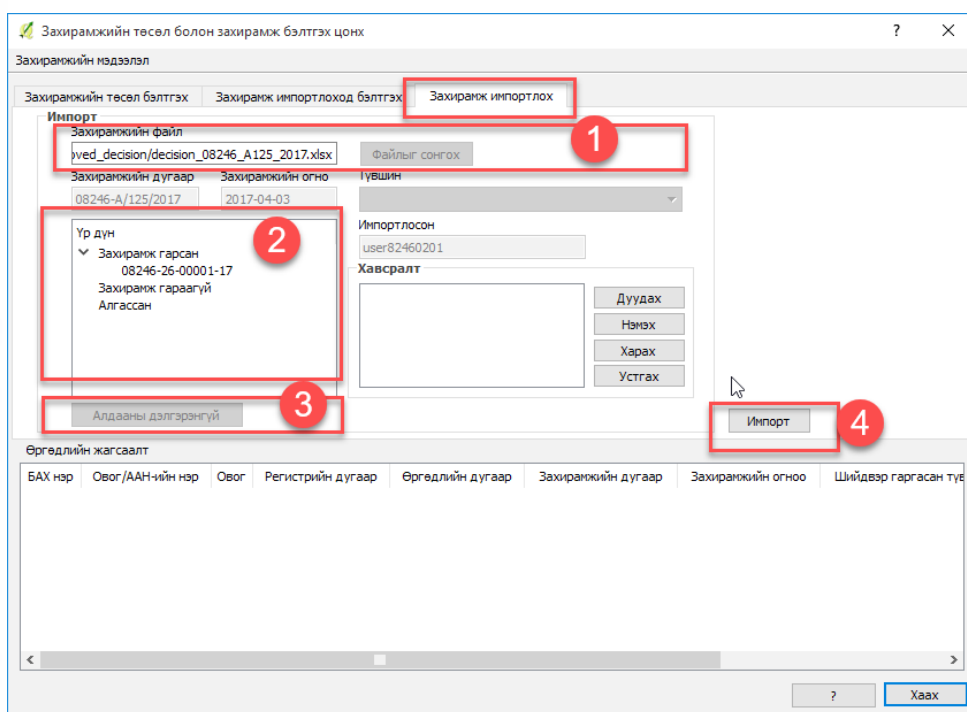 Захирамжийн төсөл болон захирамж бэлтгэх цонх ?
Захирамжийн мэдээлэл
Захирамжийн төсөл бэлтгэх Захирамж импортлоход бэлтгэх Захирамж импортлох
1
Импорт
Захирамжийн файл
oved_decision/decision_08246_A125_2017.xlsx Файлыг сонгох
Захирамжийн дугаар Захирамжийн огно Түвшин
08246-A/125/2017 2017-04-03
2
Үр дүн
Захирамж гарсан
08246-26-00001-17
Захирамж гараагүй
Алгассан
Импортлосон
user82460201
Хавсралт
Дуудах
Нэмэх
Харах
Устгах
Алдааны дэлгэрэнгүй 3
Импорт 4
Өргөдлийн жагсаалт
БАХ нэр Овог/ААН-ийн нэр Овог Регистрийн дугаар Өргөдлийн дугаар Захирамжийн дугаар Захирамжийн огноо Шийдвэр гаргасан түв
? Хаах